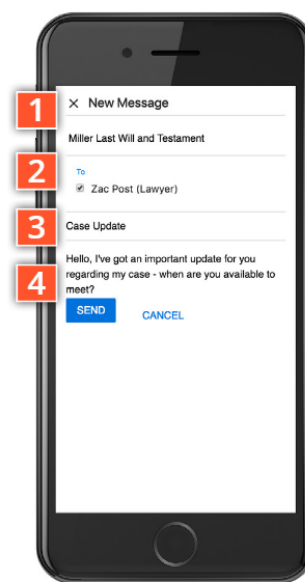 1
× New Message
Miller Last Will and Testament
2
To
Zac Post (Lawyer)
3
Case Update
4
Hello, I've got an important update for you
regarding my case - when are you available to
meet?
SEND CANCEL